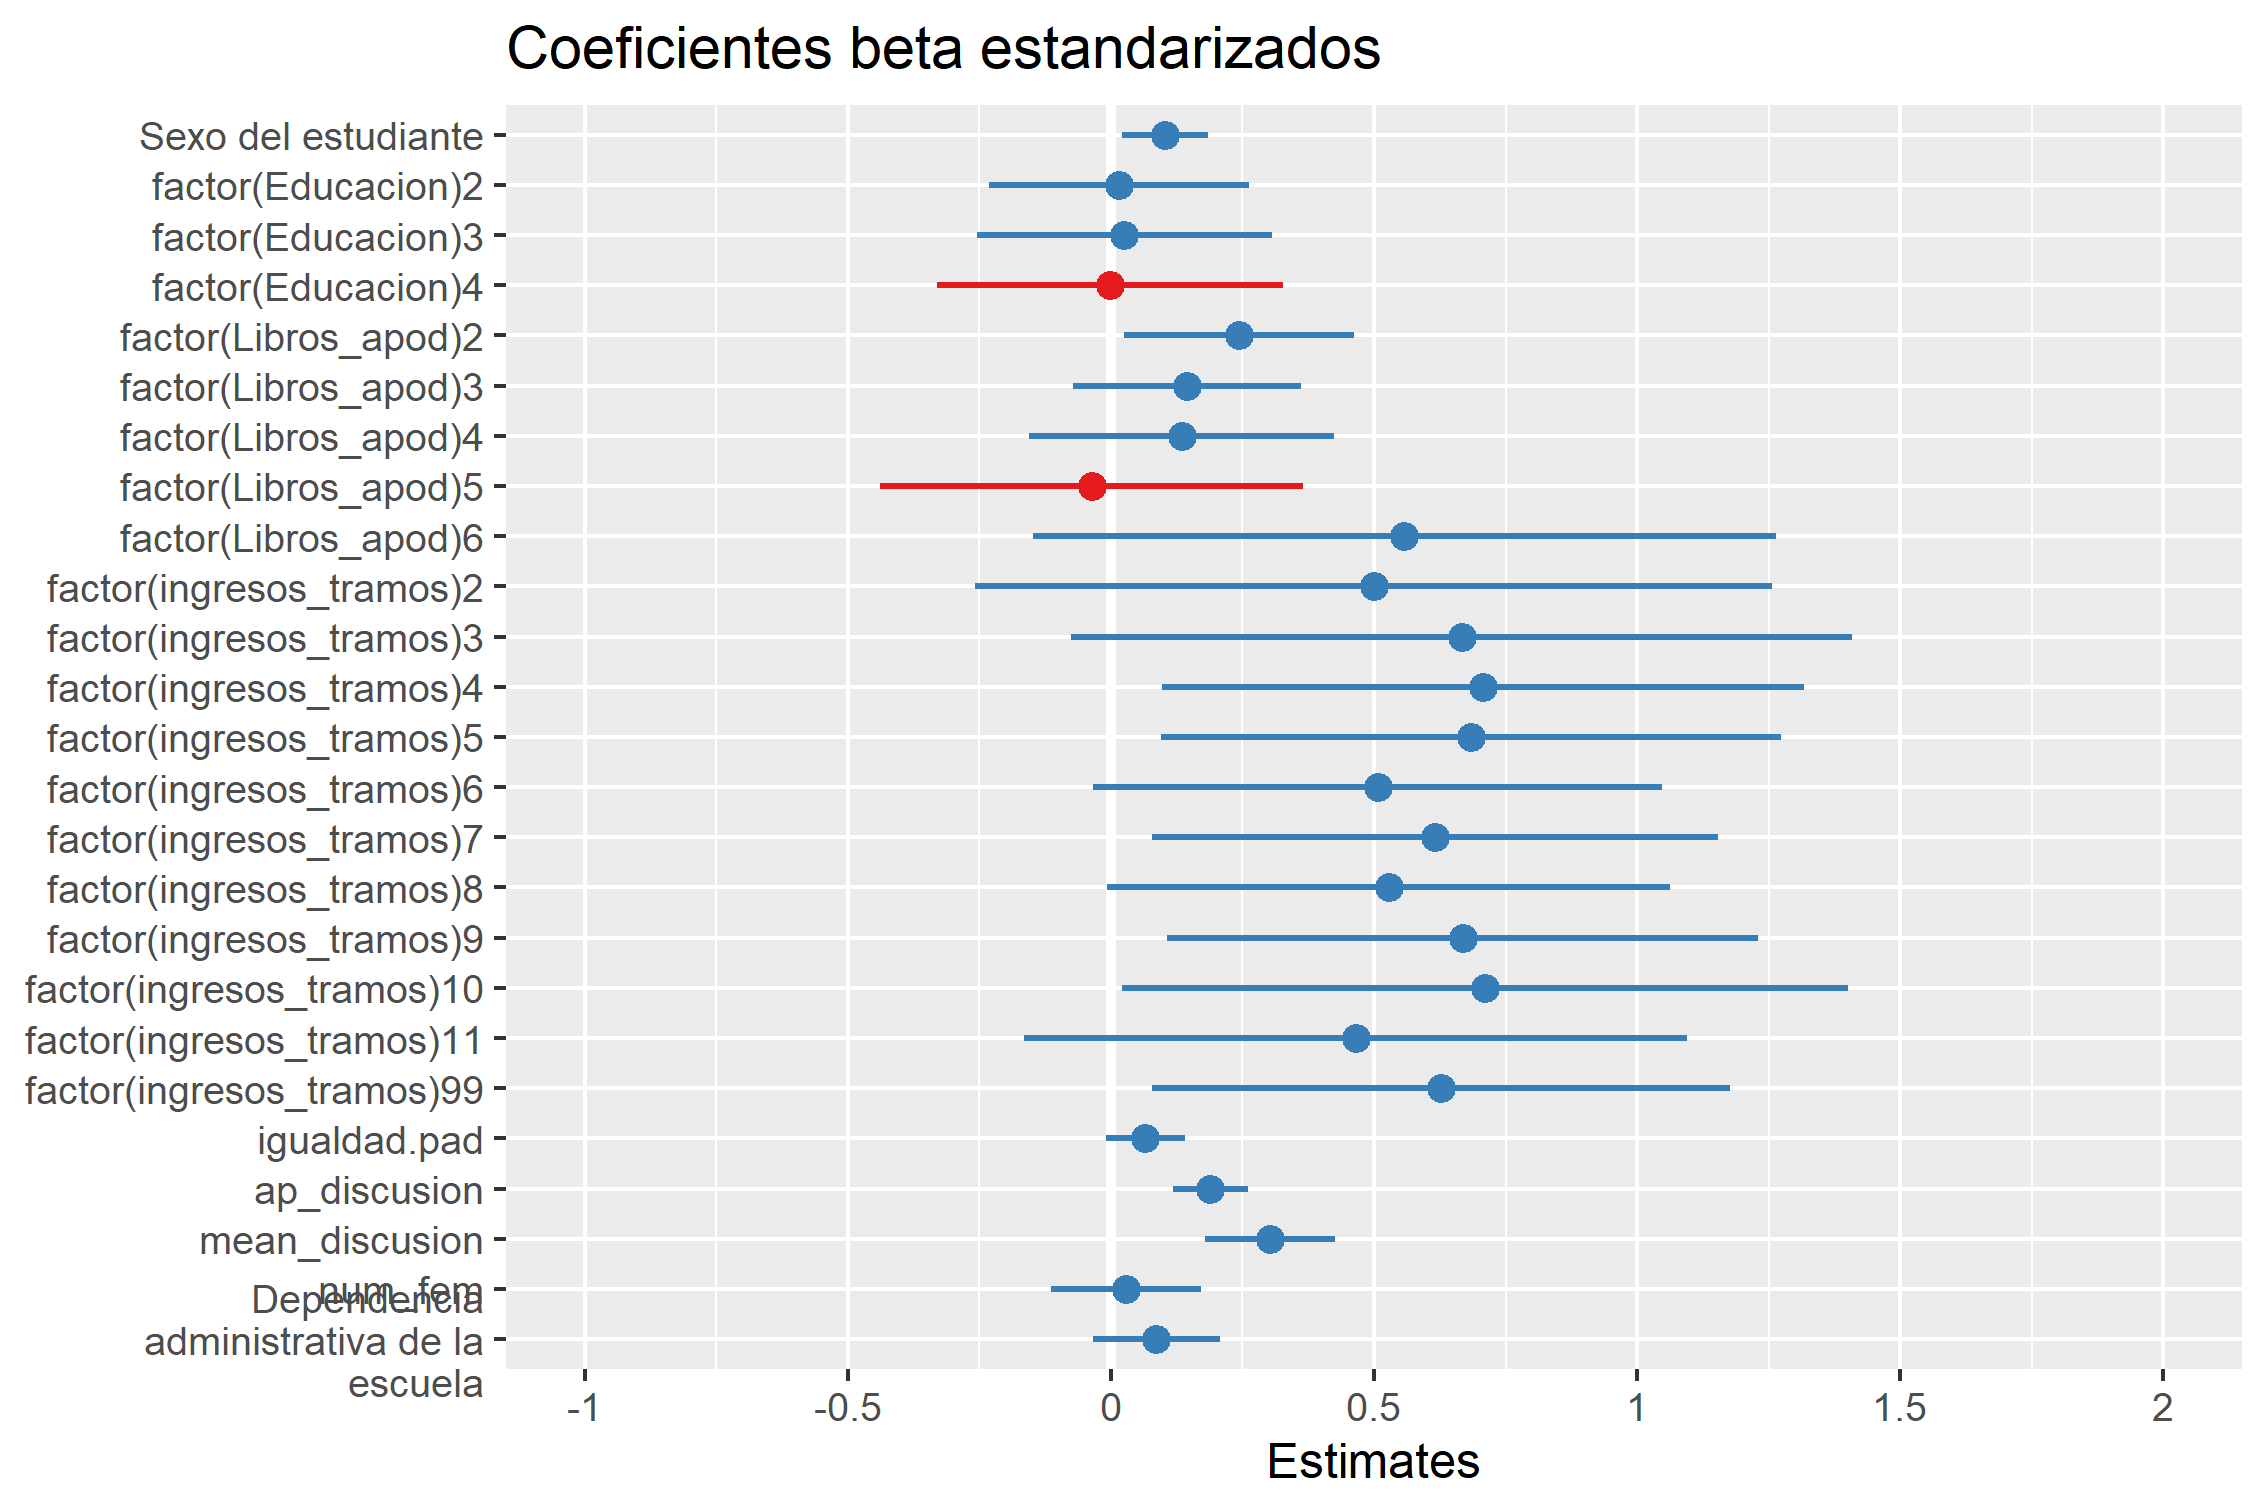 Coeficientes beta estandarizados
Sexo del estudiante
factor(Educacion)2
factor(Educacion)3
factor(Educacion)4
factor(Libros_apod)2
factor(Libros_apod)3
factor(Libros_apod)4
factor(Libros_apod)5
factor(Libros_apod)6
factor(ingresos_tramos)2
factor(ingresos_tramos)3
factor(ingresos_tramos)4
factor(ingresos_tramos)5
factor(ingresos_tramos)6
factor(ingresos_tramos)7
factor(ingresos_tramos)8
factor(ingresos_tramos)9
factor(ingresos_tramos)10
factor(ingresos_tramos)11
factor(ingresos_tramos)99
igualdad.pad
ap_discusion
mean_discusion
num_fem
Dependencia
administrativa de la
escuela
-1 -0.5 0 0.5 1 1.5 2
Estimates